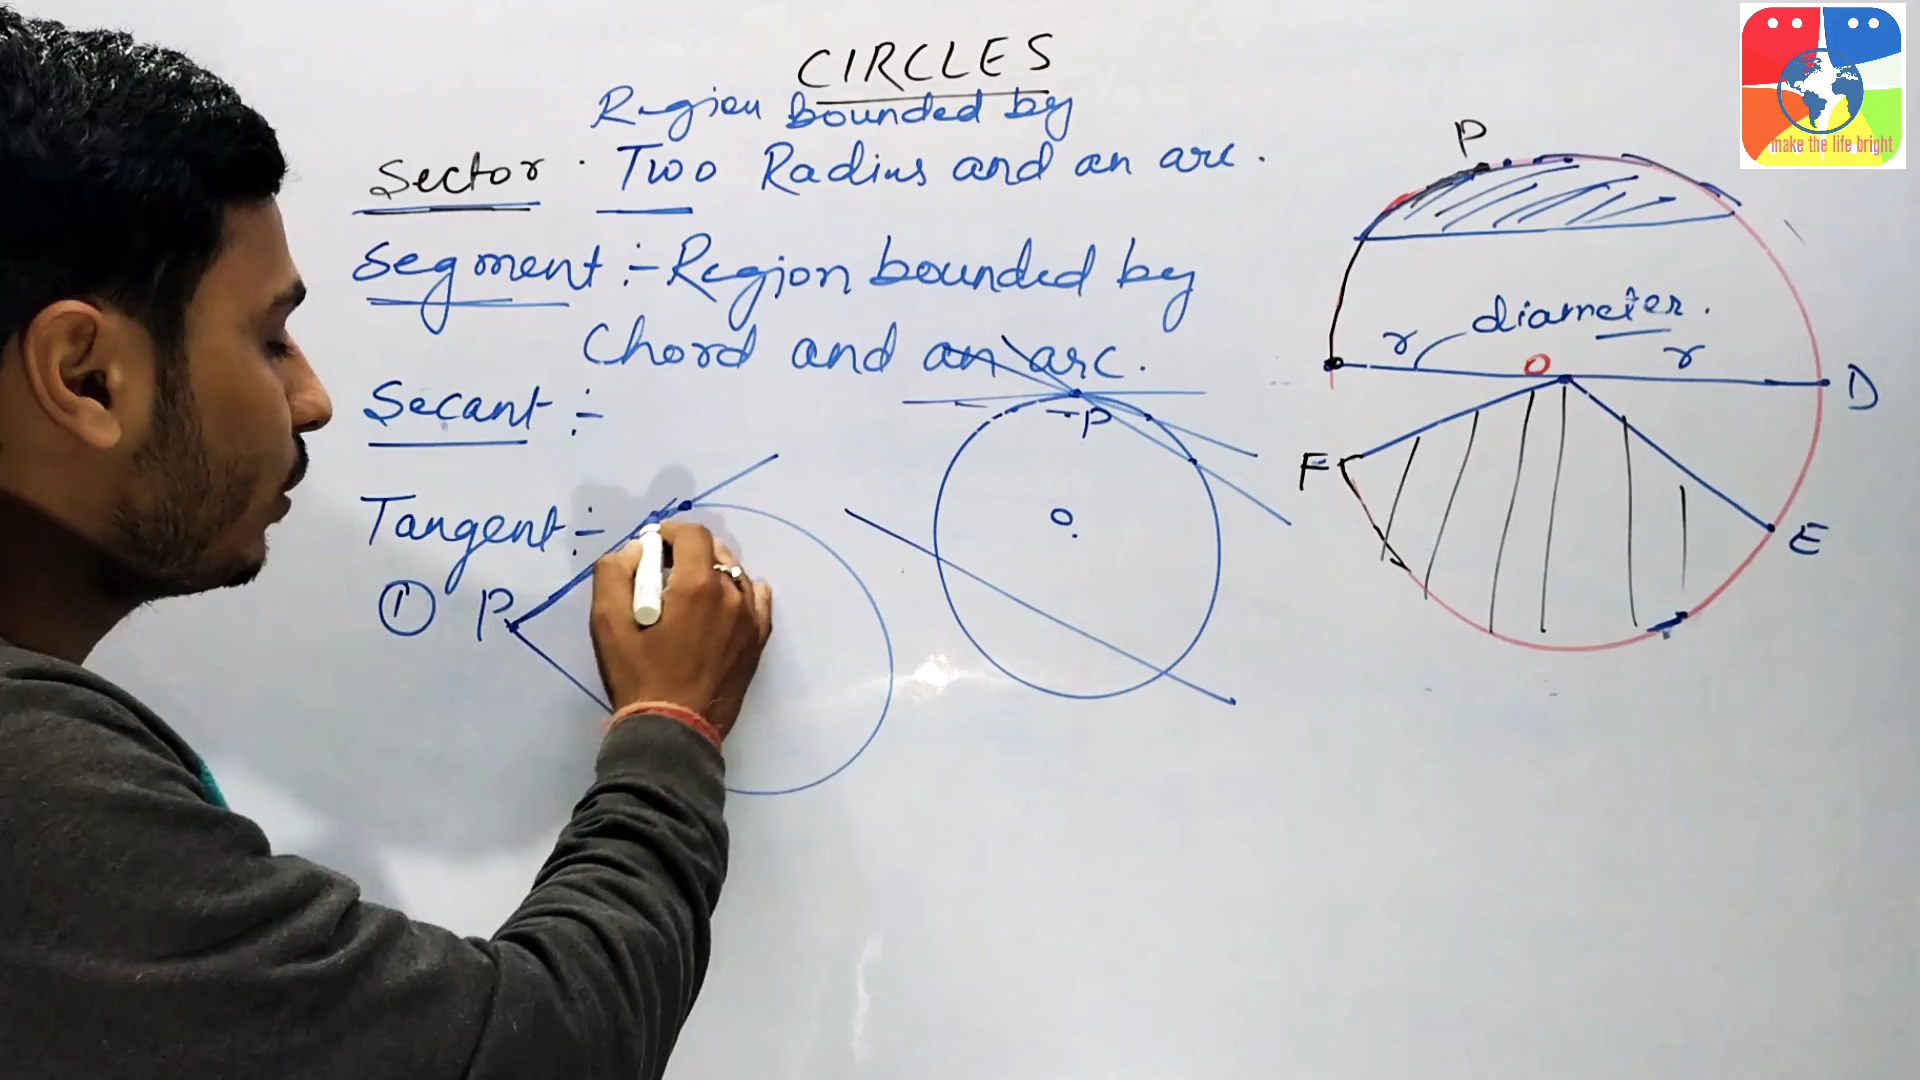 CIRCLES
Region bounded by
Sector · Two Radius and an arc.
Segment :- Region bounded by
Chord and an arc.
Secant :-
Tangent :-
① P
P
O
P
diameter.
r
r
O
D
F
E
make the life bright